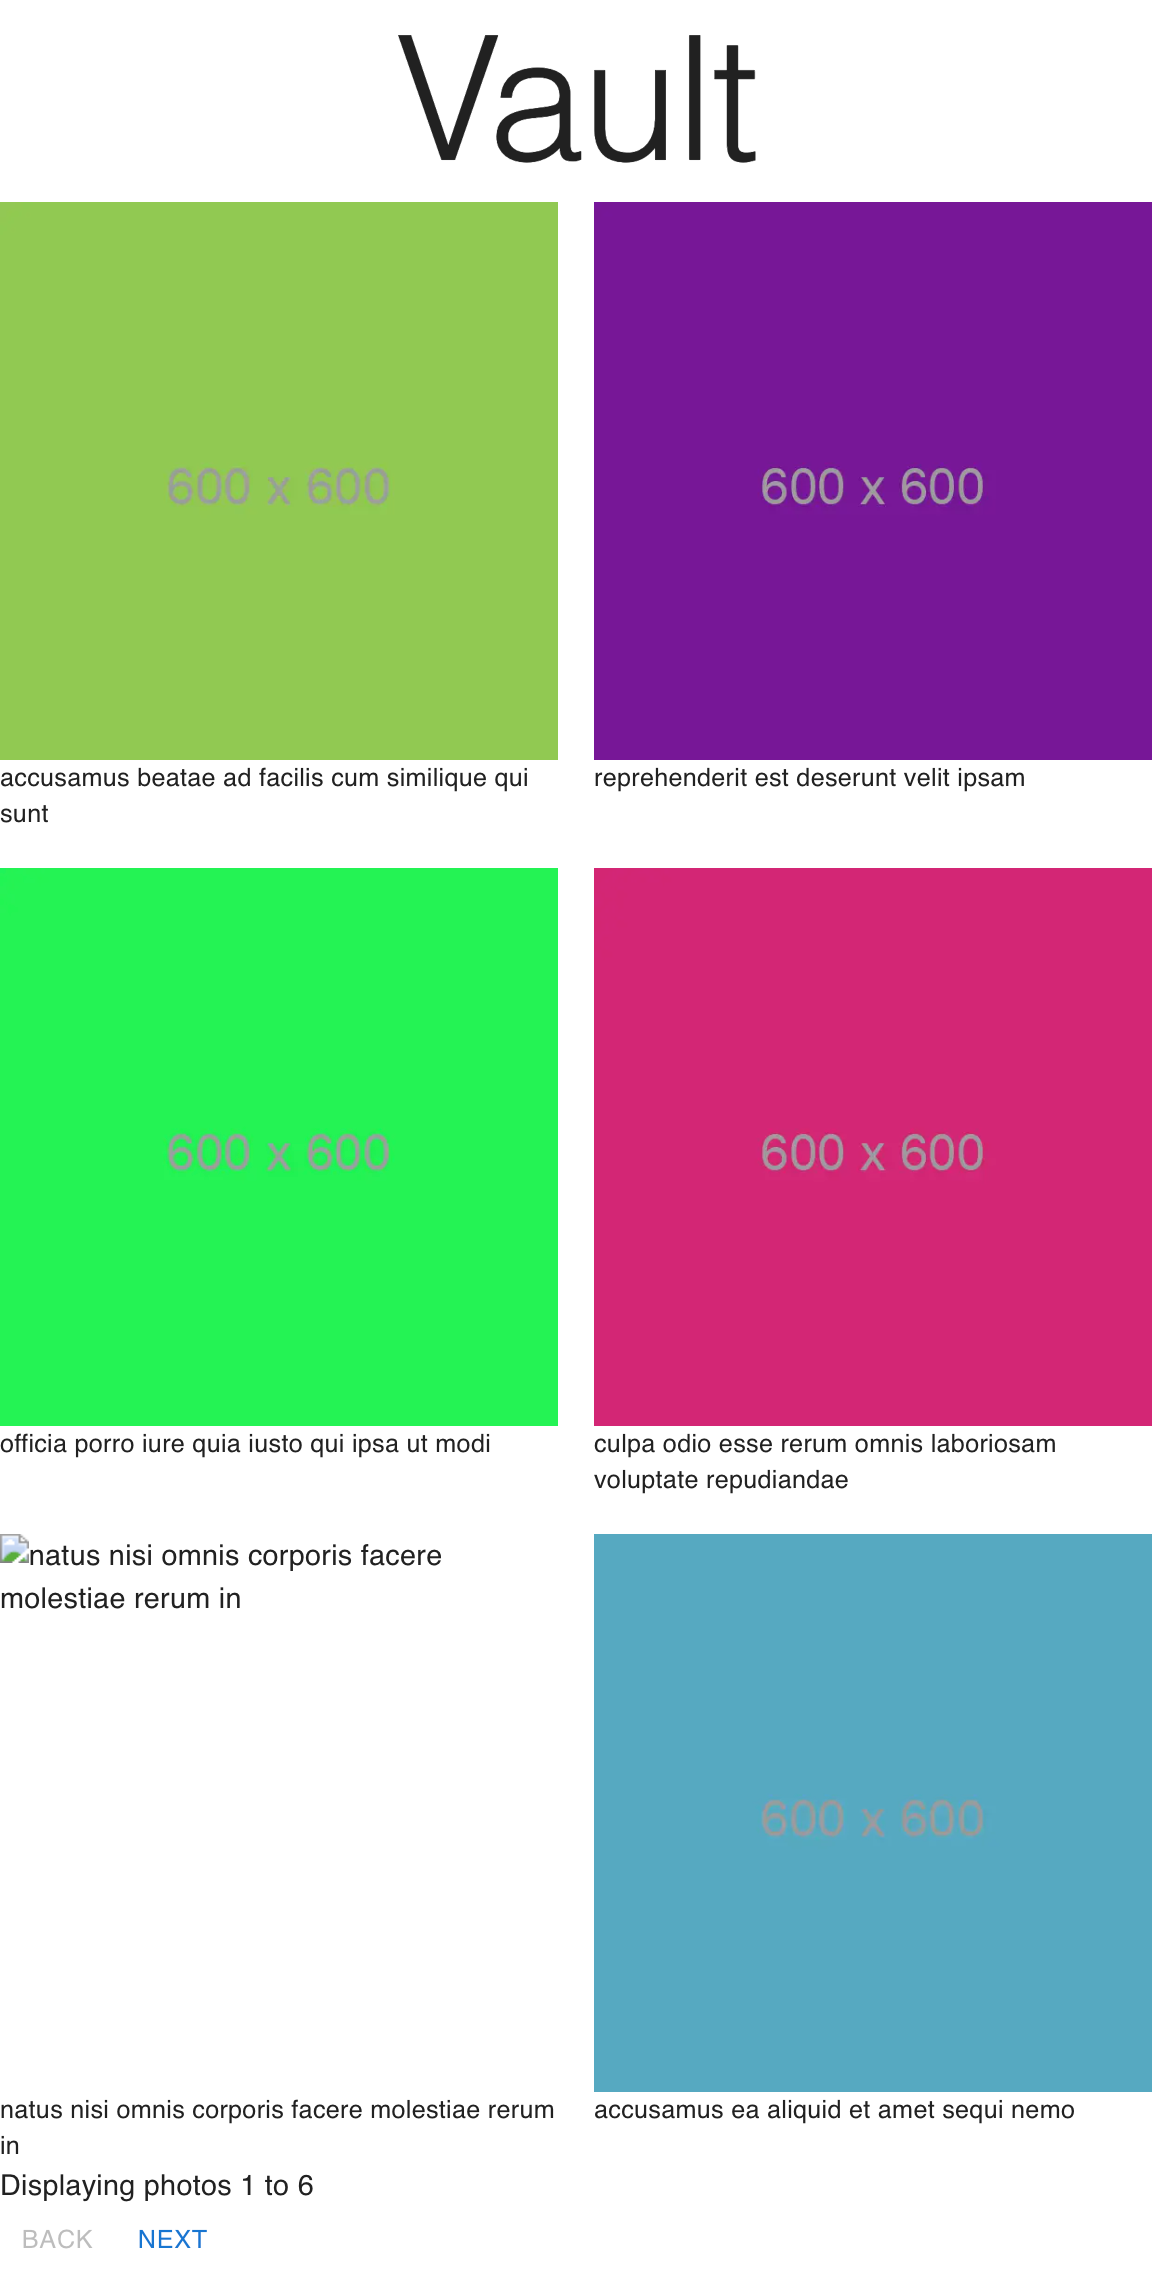 Vault
600 x 600
600 x 600
accusamus beatae ad facilis cum similique qui
sunt
reprehenderit est deserunt velit ipsam
600 x 600
600 x 600
officia porro iure quia iusto qui ipsa ut modi
culpa odio esse rerum omnis laboriosam
voluptate repudiandae
natus nisi omnis corporis facere
molestiae rerum in
600 x 600
natus nisi omnis corporis facere molestiae rerum
in
accusamus ea aliquid et amet sequi nemo
Displaying photos 1 to 6
BACK NEXT